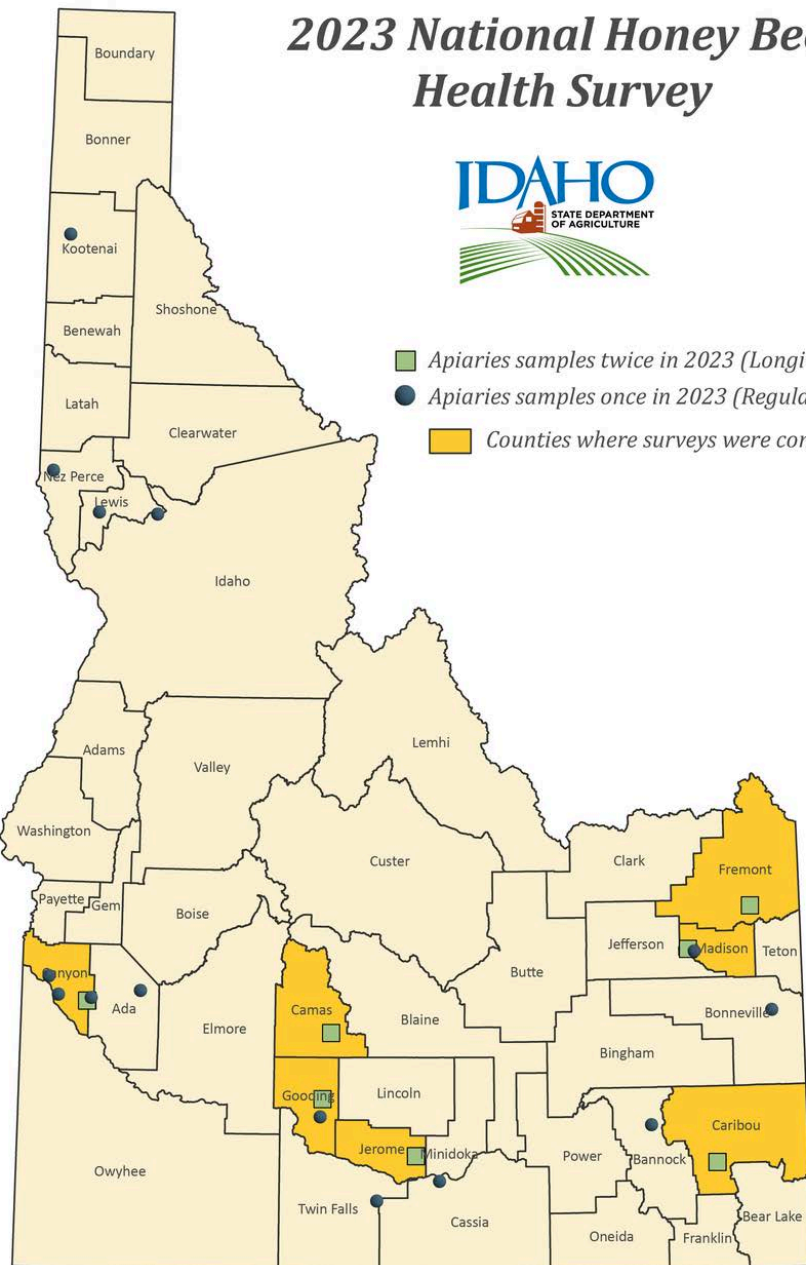 2023 National Honey Bee
Health Survey
IDAHO
STATE DEPARTMENT
OF AGRICULTURE
Apiaries samples twice in 2023 (Longi
Apiaries samples once in 2023 (Regula
Counties where surveys were con
Boundary
Bonner
Kootenai
Shoshone
Benewah
Latah
Clearwater
Nez Perce
Lewis
Idaho
Lemhi
Adams
Valley
Washington
Custer
Clark
Fremont
Payette
Gem
Boise
Jefferson
Madison
Teton
Butte
Canyon
Ada
Camas
Blaine
Bonneville
Elmore
Bingham
Gooding
Lincoln
Caribou
Jerome
Minidoka
Power
Bannock
Owyhee
Twin Falls
Cassia
Oneida
Franklin
Bear Lake